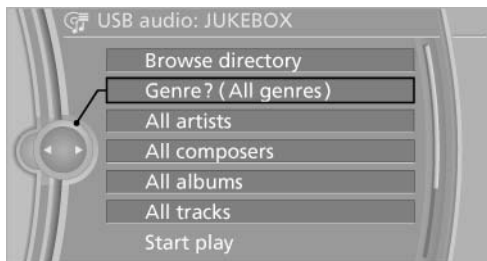 USB audio: JUKEBOX
Browse directory
Genre? (All genres)
All artists
All composers
All albums
All tracks
Start play